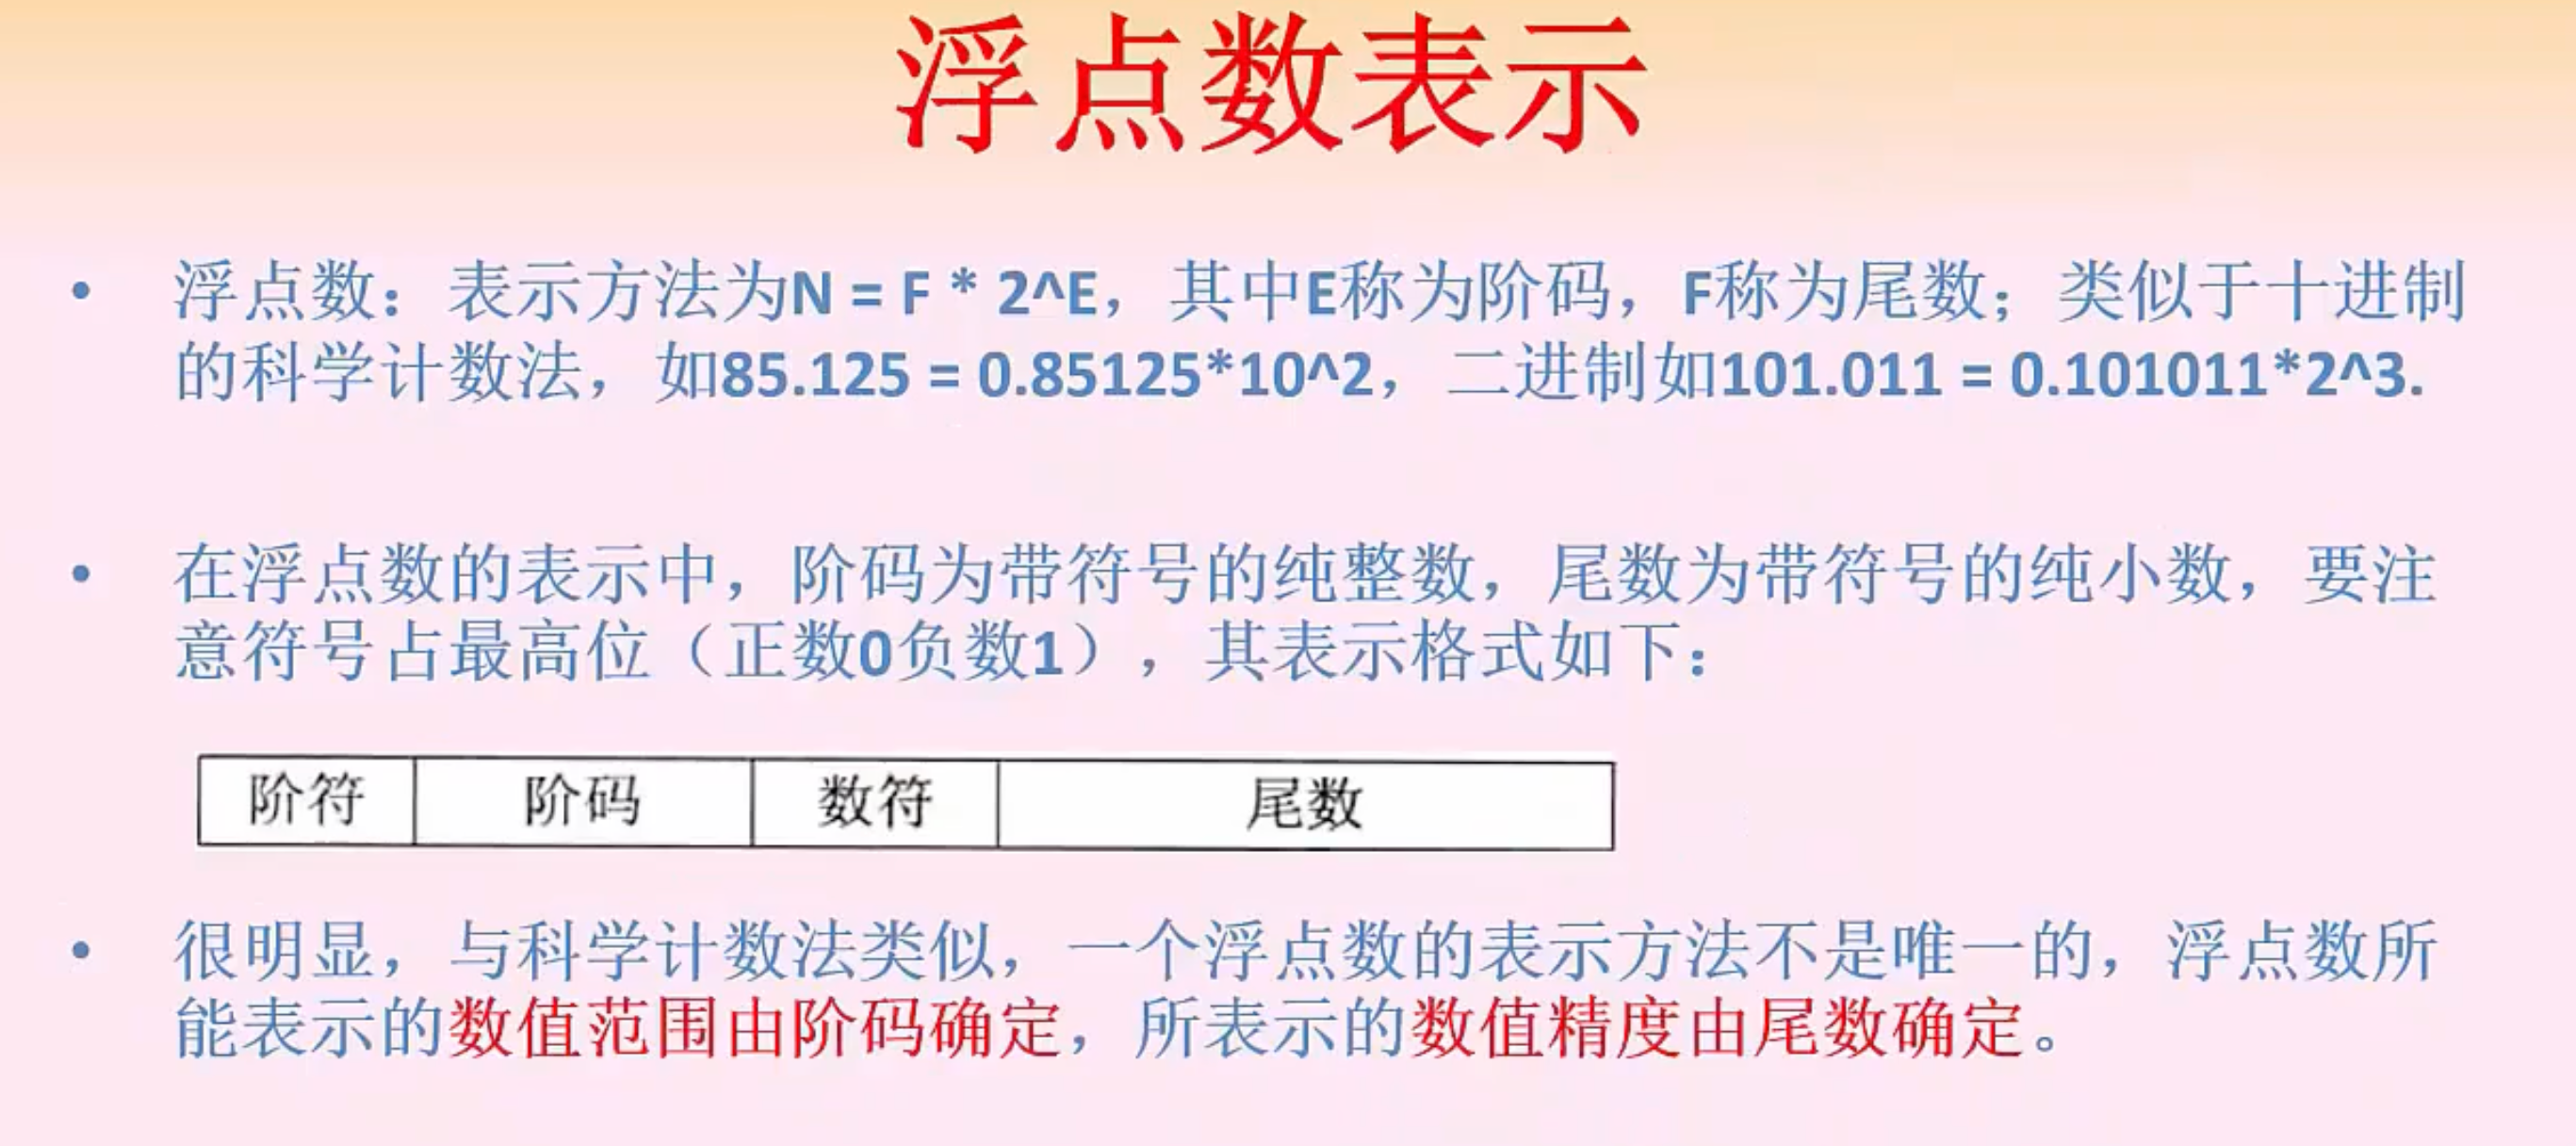 浮点数表示
• 浮点数：表示方法为N = F * 2^E，其中E称为阶码，F称为尾数；类似于十进制
的科学计数法，如85.125 = 0.85125*10^2，二进制如101.011 = 0.101011*2^3.
• 在浮点数的表示中，阶码为带符号的纯整数，尾数为带符号的纯小数，要注
意符号占最高位（正数0负数1），其表示格式如下：
阶符 阶码 数符 尾数
• 很明显，与科学计数法类似，一个浮点数的表示方法不是唯一的，浮点数所
能表示的数值范围由阶码确定，所表示的数值精度由尾数确定。